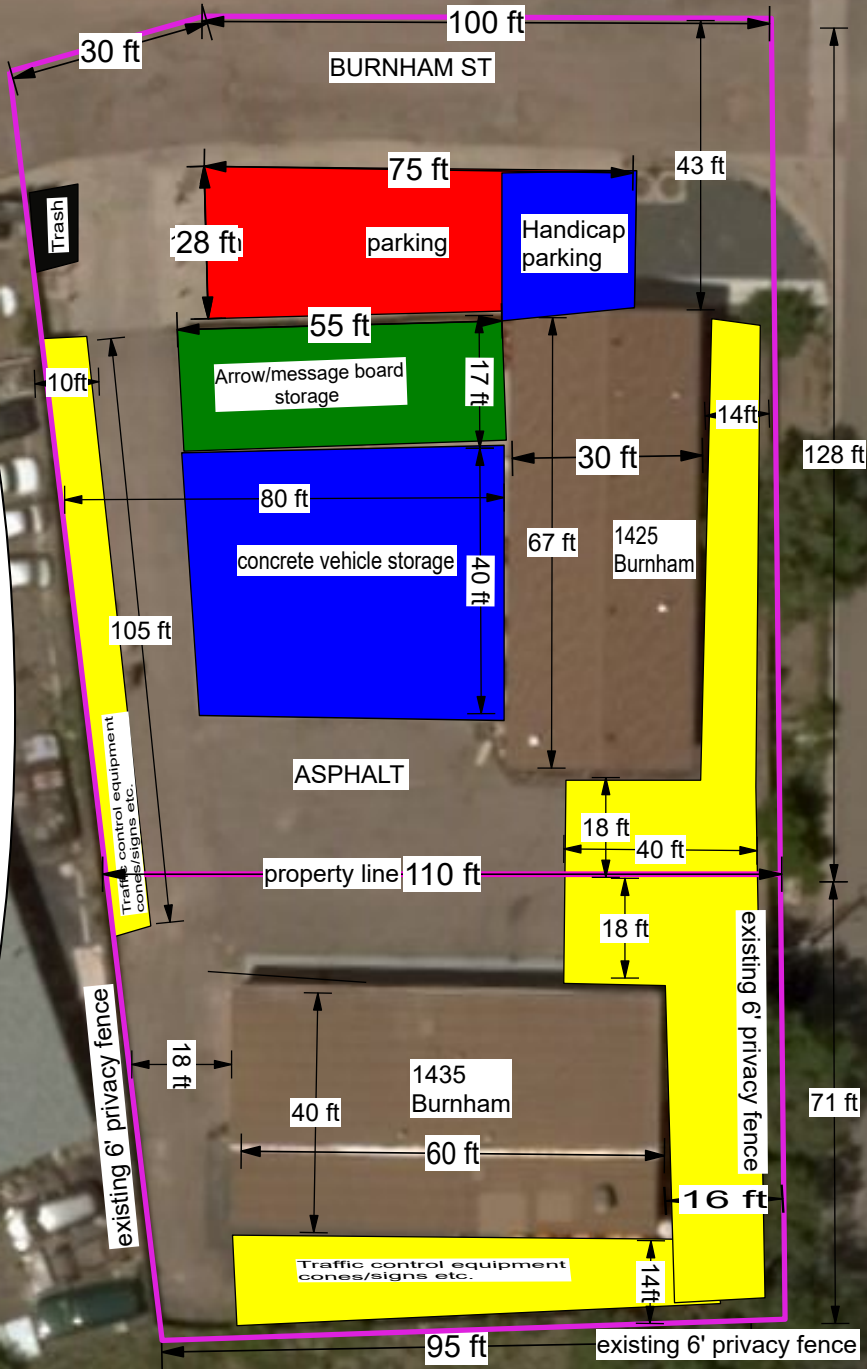 100 ft
30 ft
BURNHAM ST
75 ft
43 ft
Trash
28 ft
parking
Handicap
parking
55 ft
Arrow/message board
storage
17 ft
10ft
14ft
30 ft
128 ft
80 ft
67 ft
1425
Burnham
concrete vehicle storage
40 ft
105 ft
Traffic control equipment
cones/signs etc.
ASPHALT
18 ft
40 ft
property line
110 ft
18 ft
existing 6' privacy fence
existing 6' privacy fence
18 ft
1435
Burnham
40 ft
71 ft
60 ft
16 ft
Traffic control equipment
cones/signs etc.
14ft
95 ft
existing 6' privacy fence